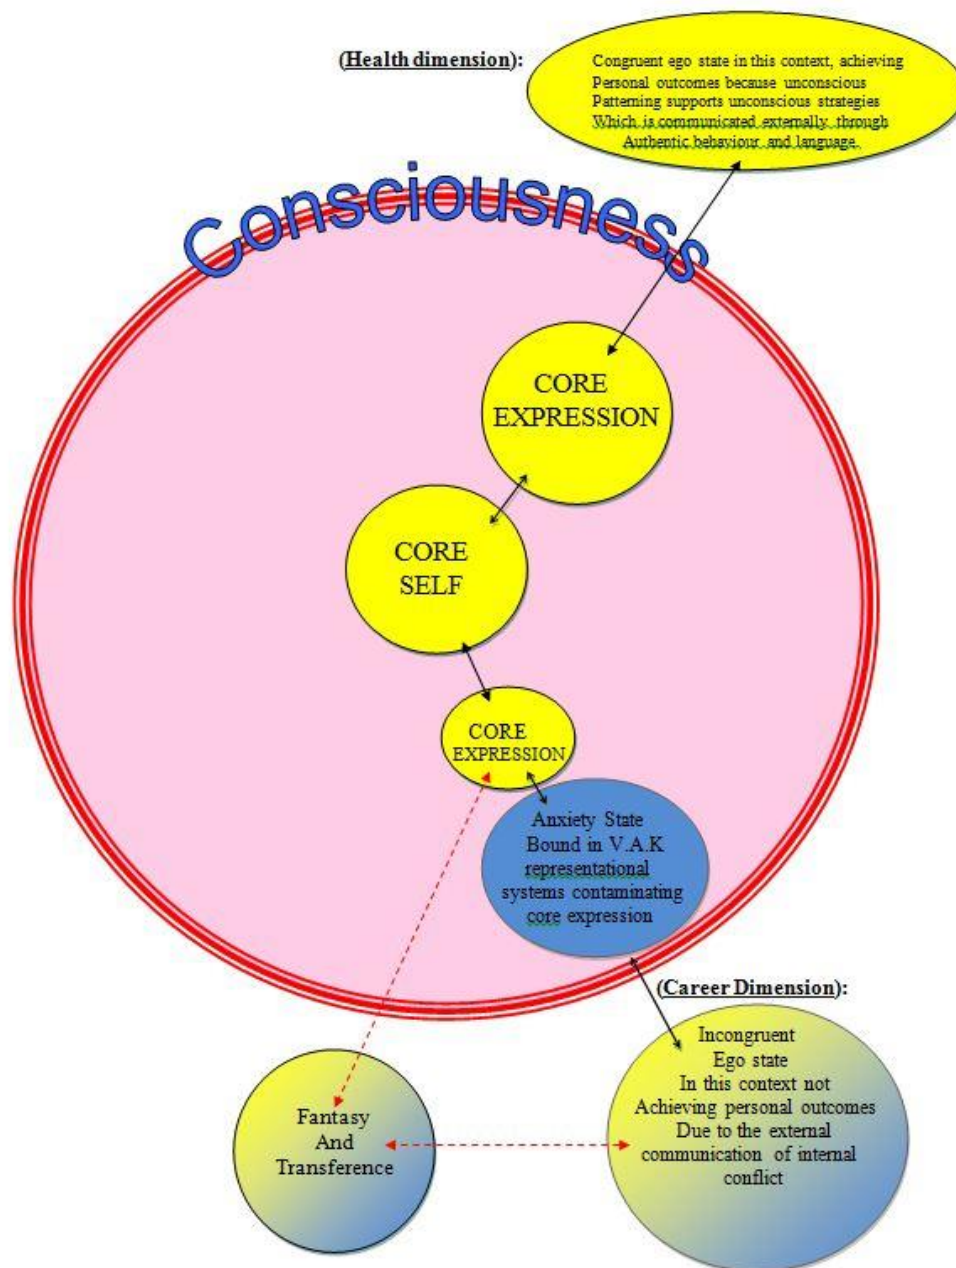 (Health dimension):
Congruent ego state in this context, achieving
Personal outcomes because unconscious
Patterning supports unconscious strategies
Which is communicated externally through
Authentic behaviour and language.
Consciousness
CORE
EXPRESSION
CORE
SELF
CORE
EXPRESSION
Anxiety State
Bound in V.A.K
representational
systems contaminating
core expression
(Career Dimension):
Incongruent
Ego state
In this context not
Achieving personal outcomes
Due to the external
communication of internal
conflict
Fantasy
And
Transference